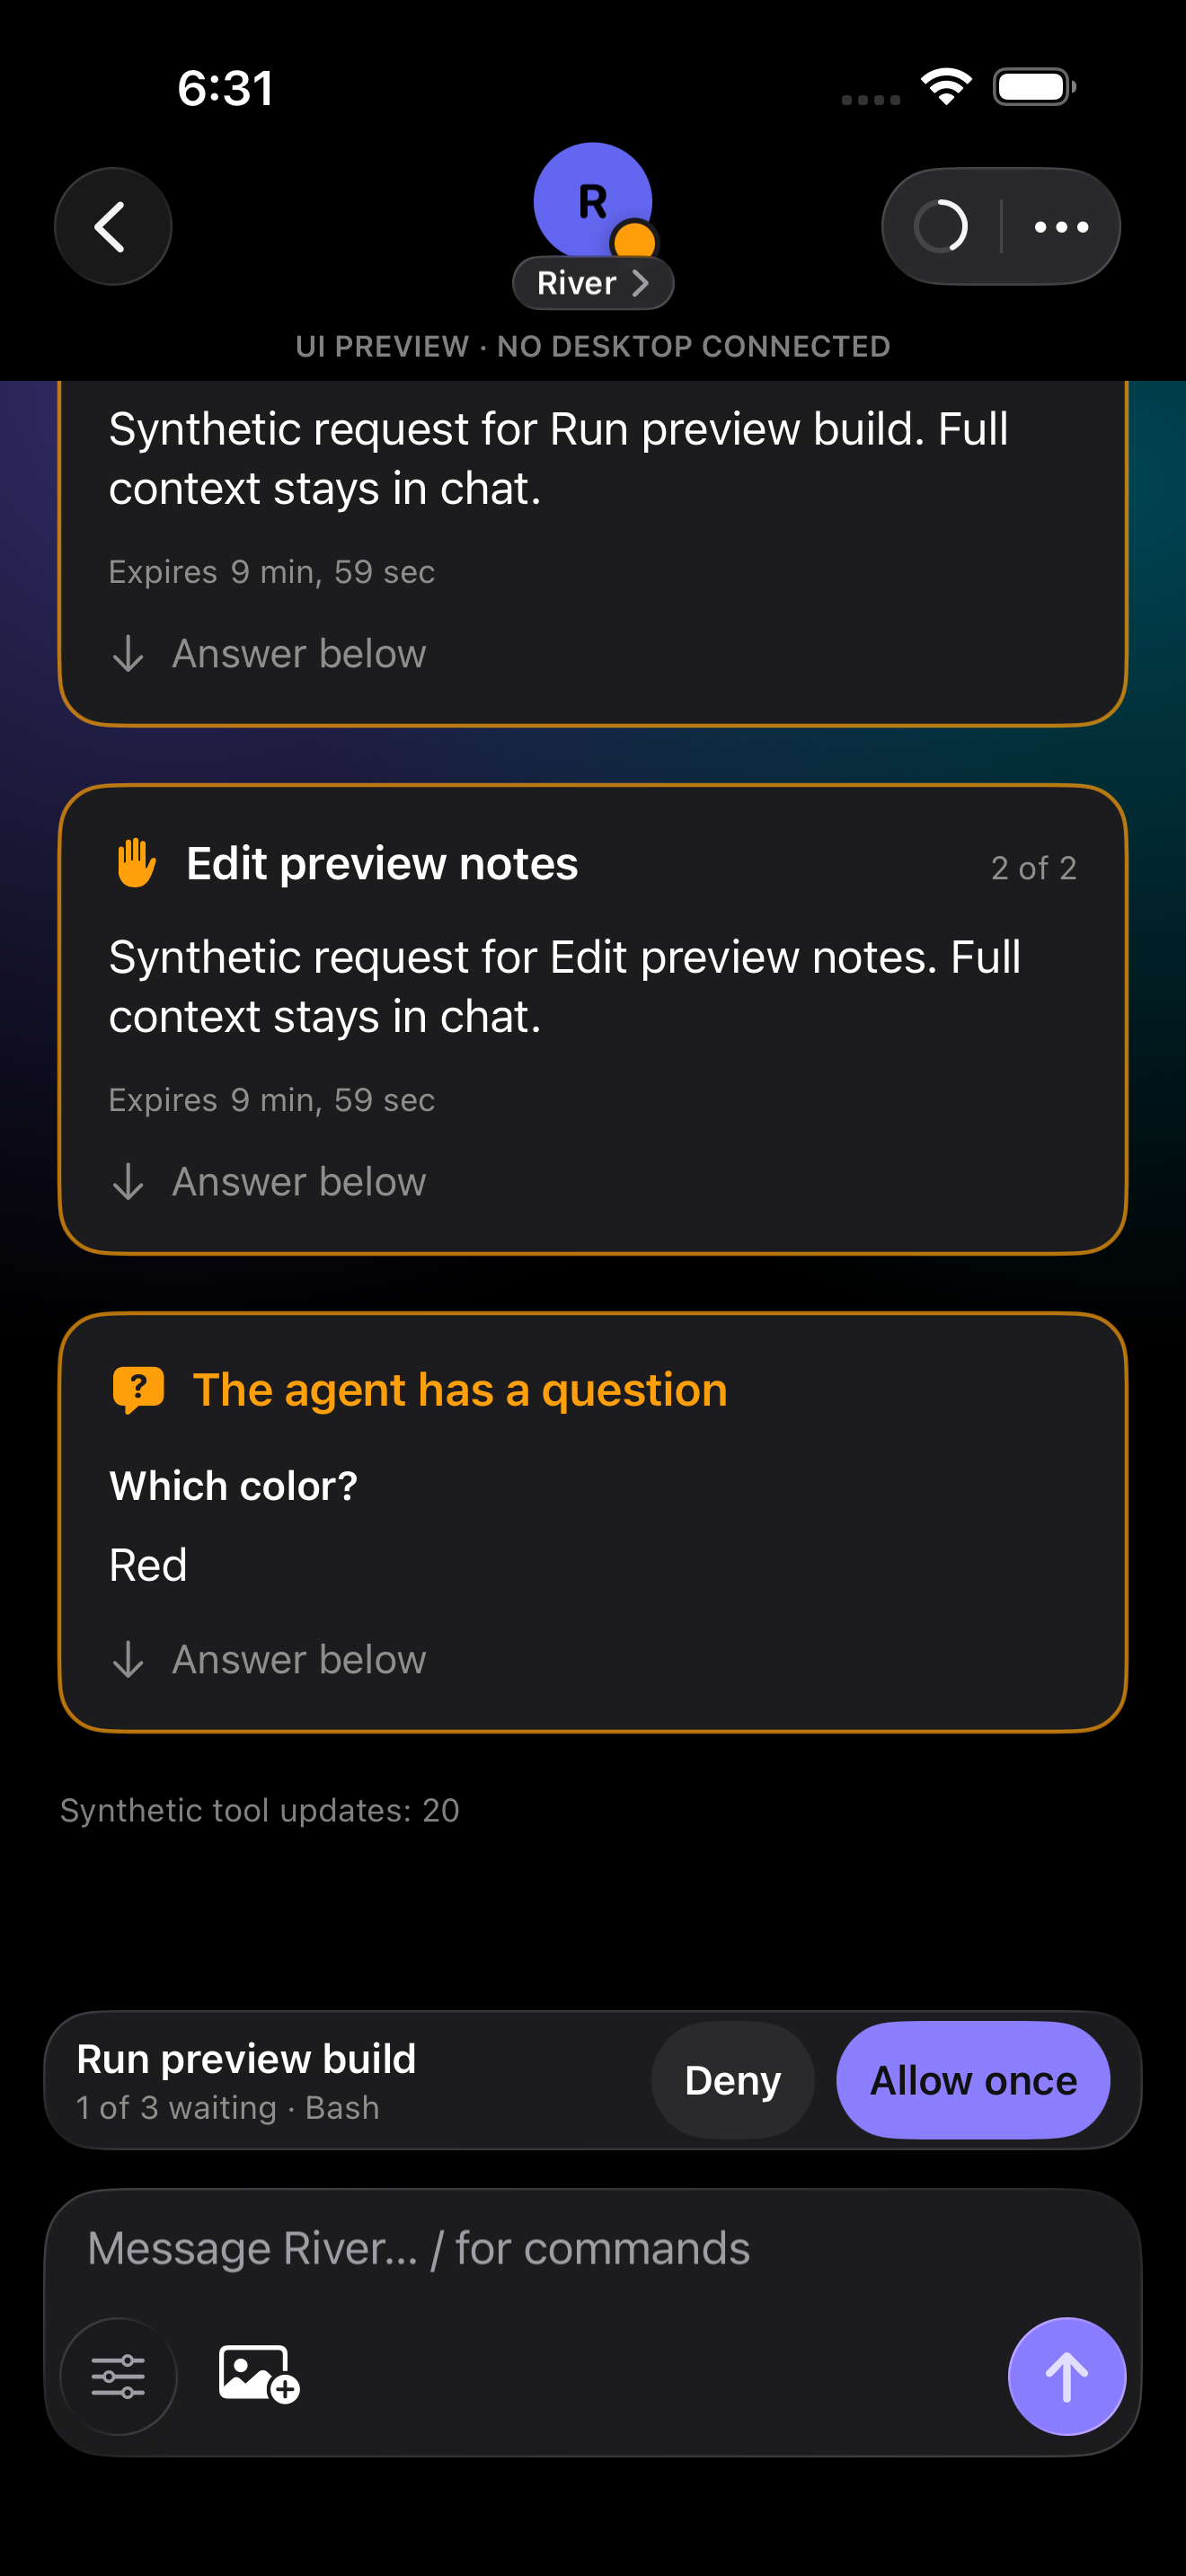 6:31
R
River
UI PREVIEW · NO DESKTOP CONNECTED
Synthetic request for Run preview build. Full
context stays in chat.
Expires 9 min, 59 sec
Answer below
Edit preview notes
2 of 2
Synthetic request for Edit preview notes. Full
context stays in chat.
Expires 9 min, 59 sec
Answer below
?
The agent has a question
Which color?
Red
Answer below
Synthetic tool updates: 20
Run preview build
1 of 3 waiting · Bash
Deny
Allow once
Message River... / for commands